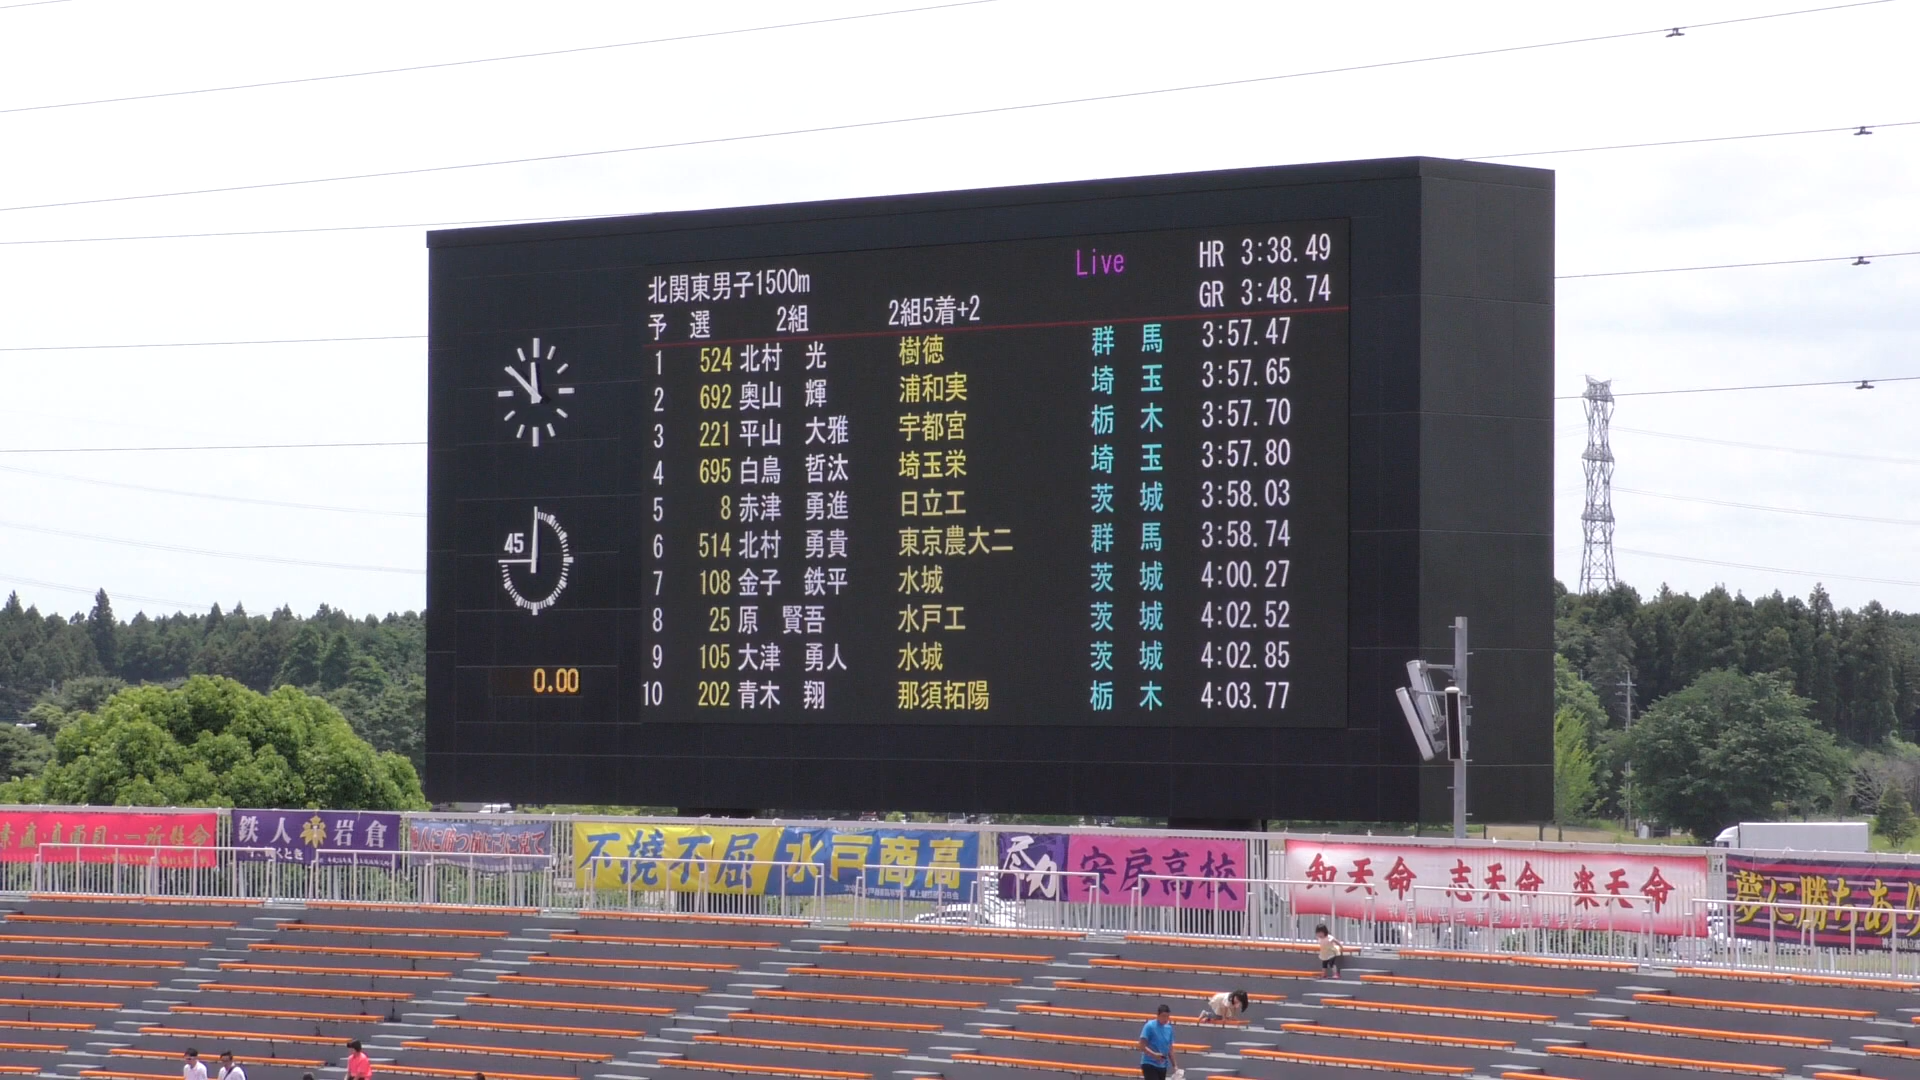 Live
HR 3:38.49
北関東男子1500m
GR 3:48.74
予 選 2組 2組5着+2
1 524 北村 光 樹徳 群 馬 3:57.47
2 692 奥山 輝 浦和実 埼 玉 3:57.65
3 221 平山 大雅 宇都宮 栃 木 3:57.70
4 695 白鳥 哲汰 埼玉栄 埼 玉 3:57.80
5 8 赤津 勇進 日立工 茨 城 3:58.03
6 514 北村 勇貴 東京農大二 群 馬 3:58.74
7 108 金子 鉄平 水城 茨 城 4:00.27
8 25 原 賢吾 水戸工 茨 城 4:02.52
9 105 大津 勇人 水城 茨 城 4:02.85
10 202 青木 翔 那須拓陽 栃 木 4:03.77
45
0.00
鉄人 岩倉
不撓不屈 水戸商高
尽力 安房高校
知天命 志天命 楽天命
夢に勝ちあり